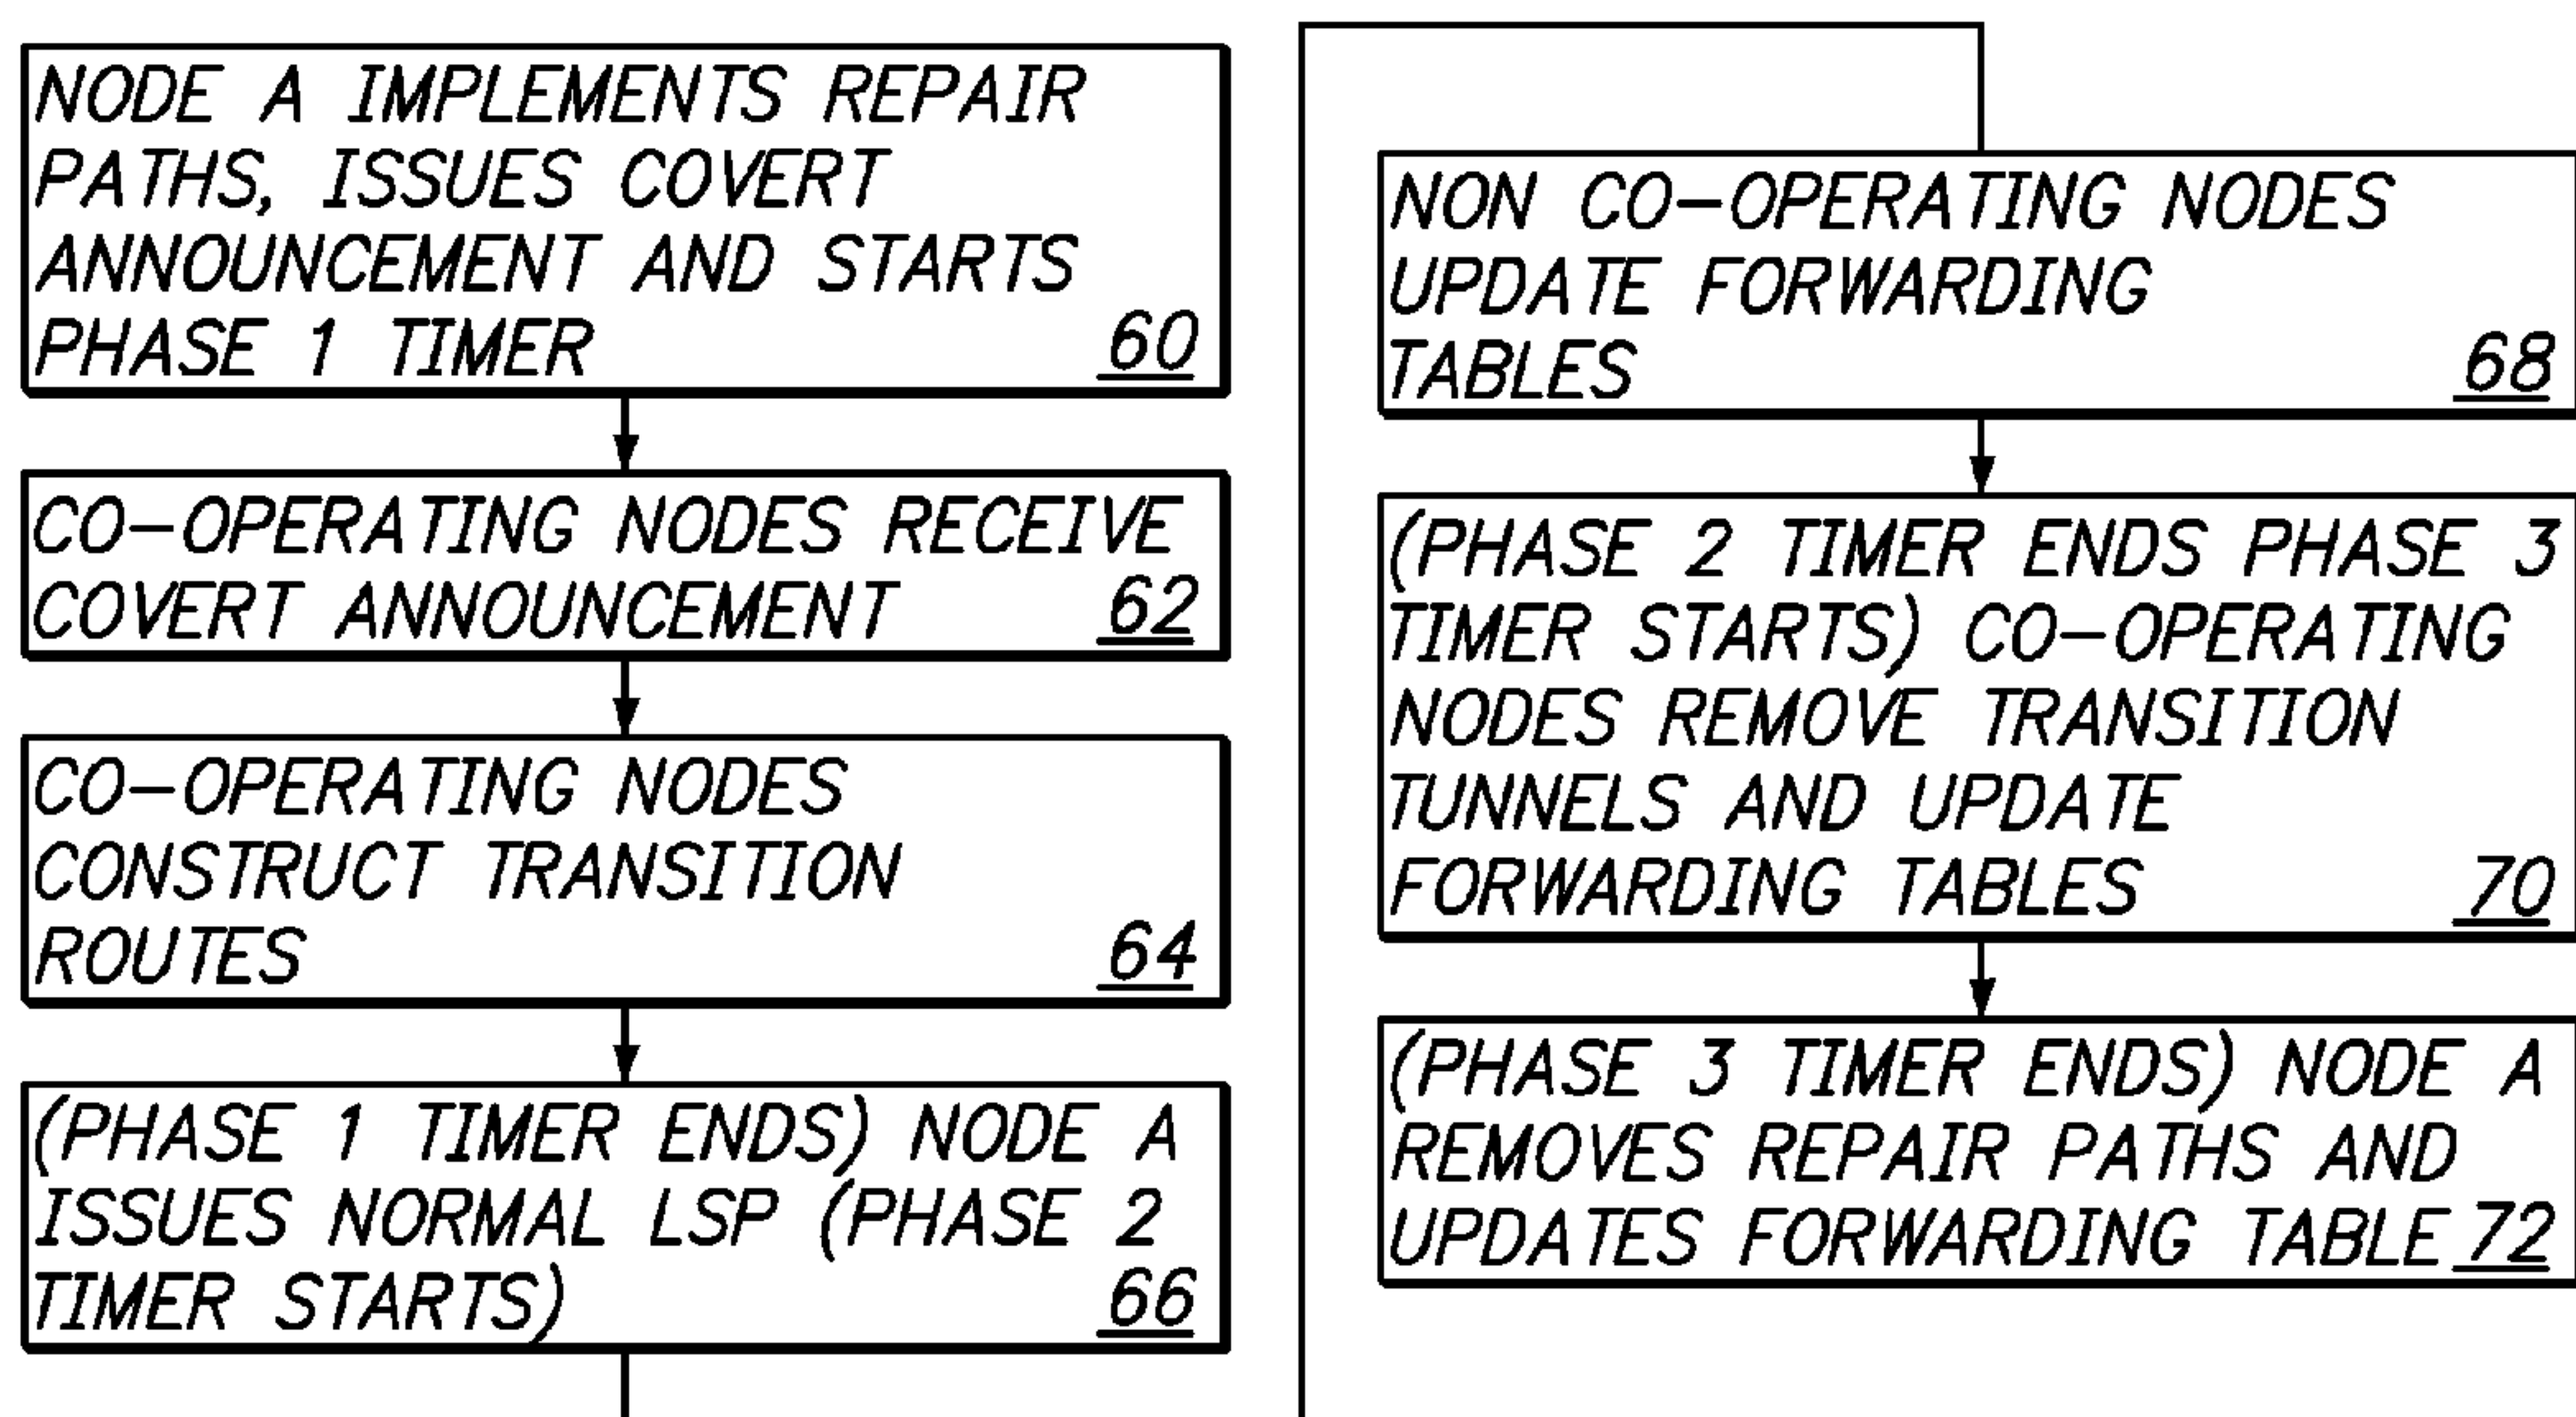 NODE A IMPLEMENTS REPAIR
PATHS, ISSUES COVERT
ANNOUNCEMENT AND STARTS
PHASE 1 TIMER 60
CO-OPERATING NODES RECEIVE
COVERT ANNOUNCEMENT 62
CO-OPERATING NODES
CONSTRUCT TRANSITION
ROUTES 64
(PHASE 1 TIMER ENDS) NODE A
ISSUES NORMAL LSP (PHASE 2
TIMER STARTS) 66
NON CO-OPERATING NODES
UPDATE FORWARDING
TABLES 68
(PHASE 2 TIMER ENDS PHASE 3
TIMER STARTS) CO-OPERATING
NODES REMOVE TRANSITION
TUNNELS AND UPDATE
FORWARDING TABLES 70
(PHASE 3 TIMER ENDS) NODE A
REMOVES REPAIR PATHS AND
UPDATES FORWARDING TABLE 72